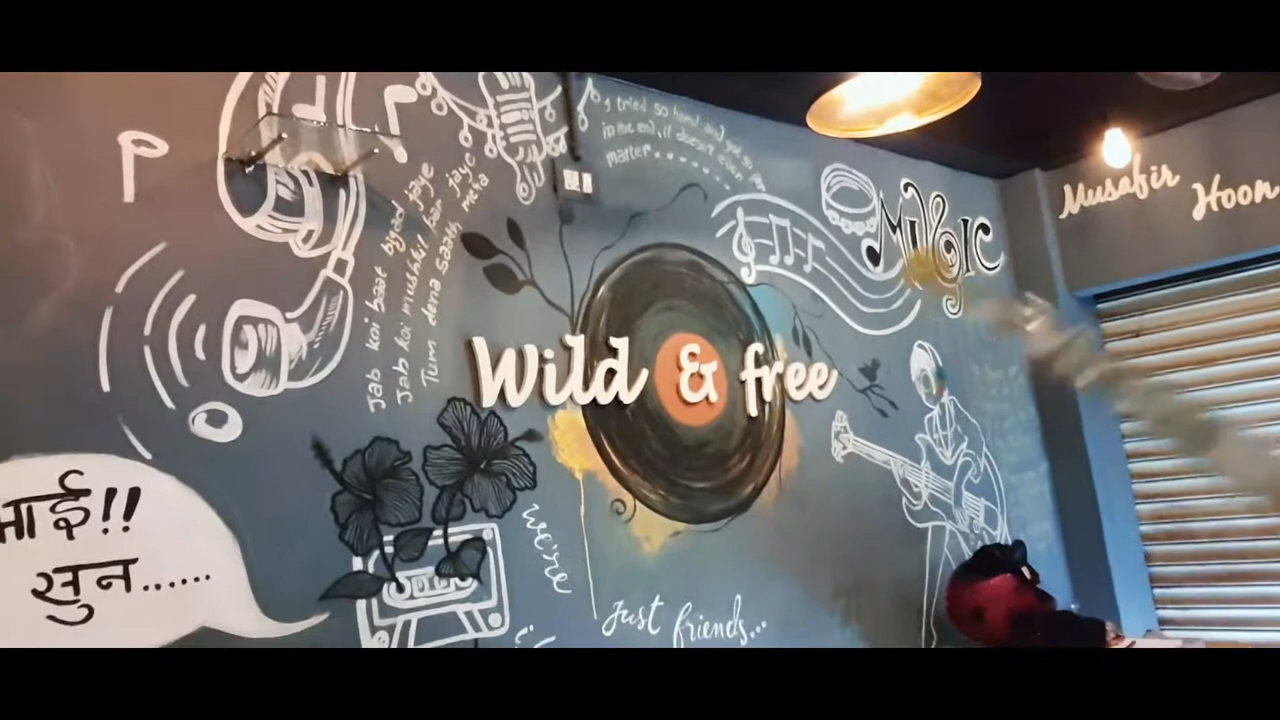 I tried so hard and got so far
in the end, it doesn't even
matter.......
MUSIC
Musafir Hoon
Jab koi baat bigad jaye
Jab koi mushkil par jaye
Tum dena saath mera
Wild & free
भाई!!
सुन......
we're
Just friends...